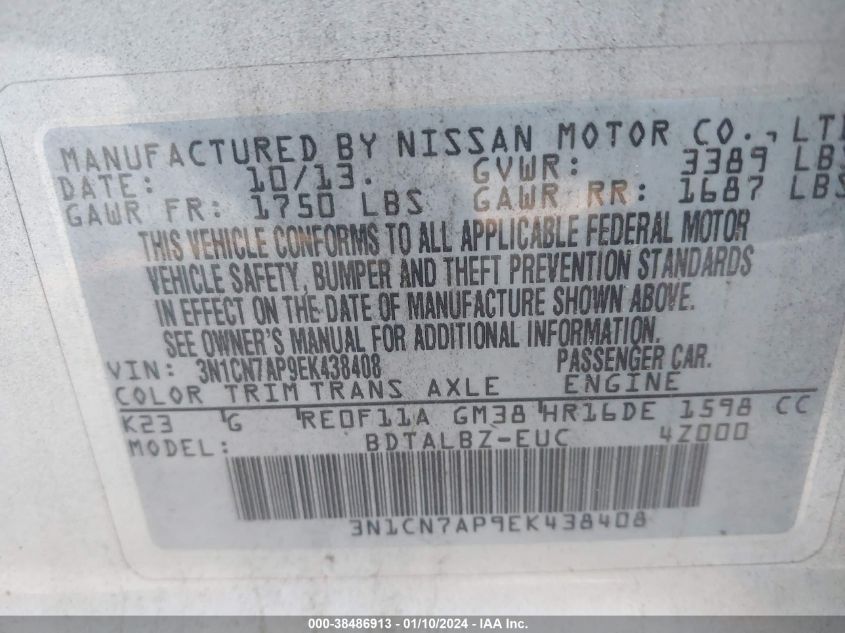 MANUFACTURED BY NISSAN MOTOR CO., LTD
DATE: 10/13. GVWR: 3389 LBS
GAWR FR: 1750 LBS GAWR RR: 1687 LBS
THIS VEHICLE CONFORMS TO ALL APPLICABLE FEDERAL MOTOR
VEHICLE SAFETY, BUMPER AND THEFT PREVENTION STANDARDS
IN EFFECT ON THE DATE OF MANUFACTURE SHOWN ABOVE.
SEE OWNER'S MANUAL FOR ADDITIONAL INFORMATION.
VIN: 3N1CN7AP9EK438408 PASSENGER CAR.
COLOR TRIM TRANS AXLE ENGINE
K23 G RE0F11A GM38 HR16DE 1598 CC
MODEL: BDTALBZ-EUC 4Z000
3N1CN7AP9EK438408
000-38486913 - 01/10/2024 - IAA Inc.